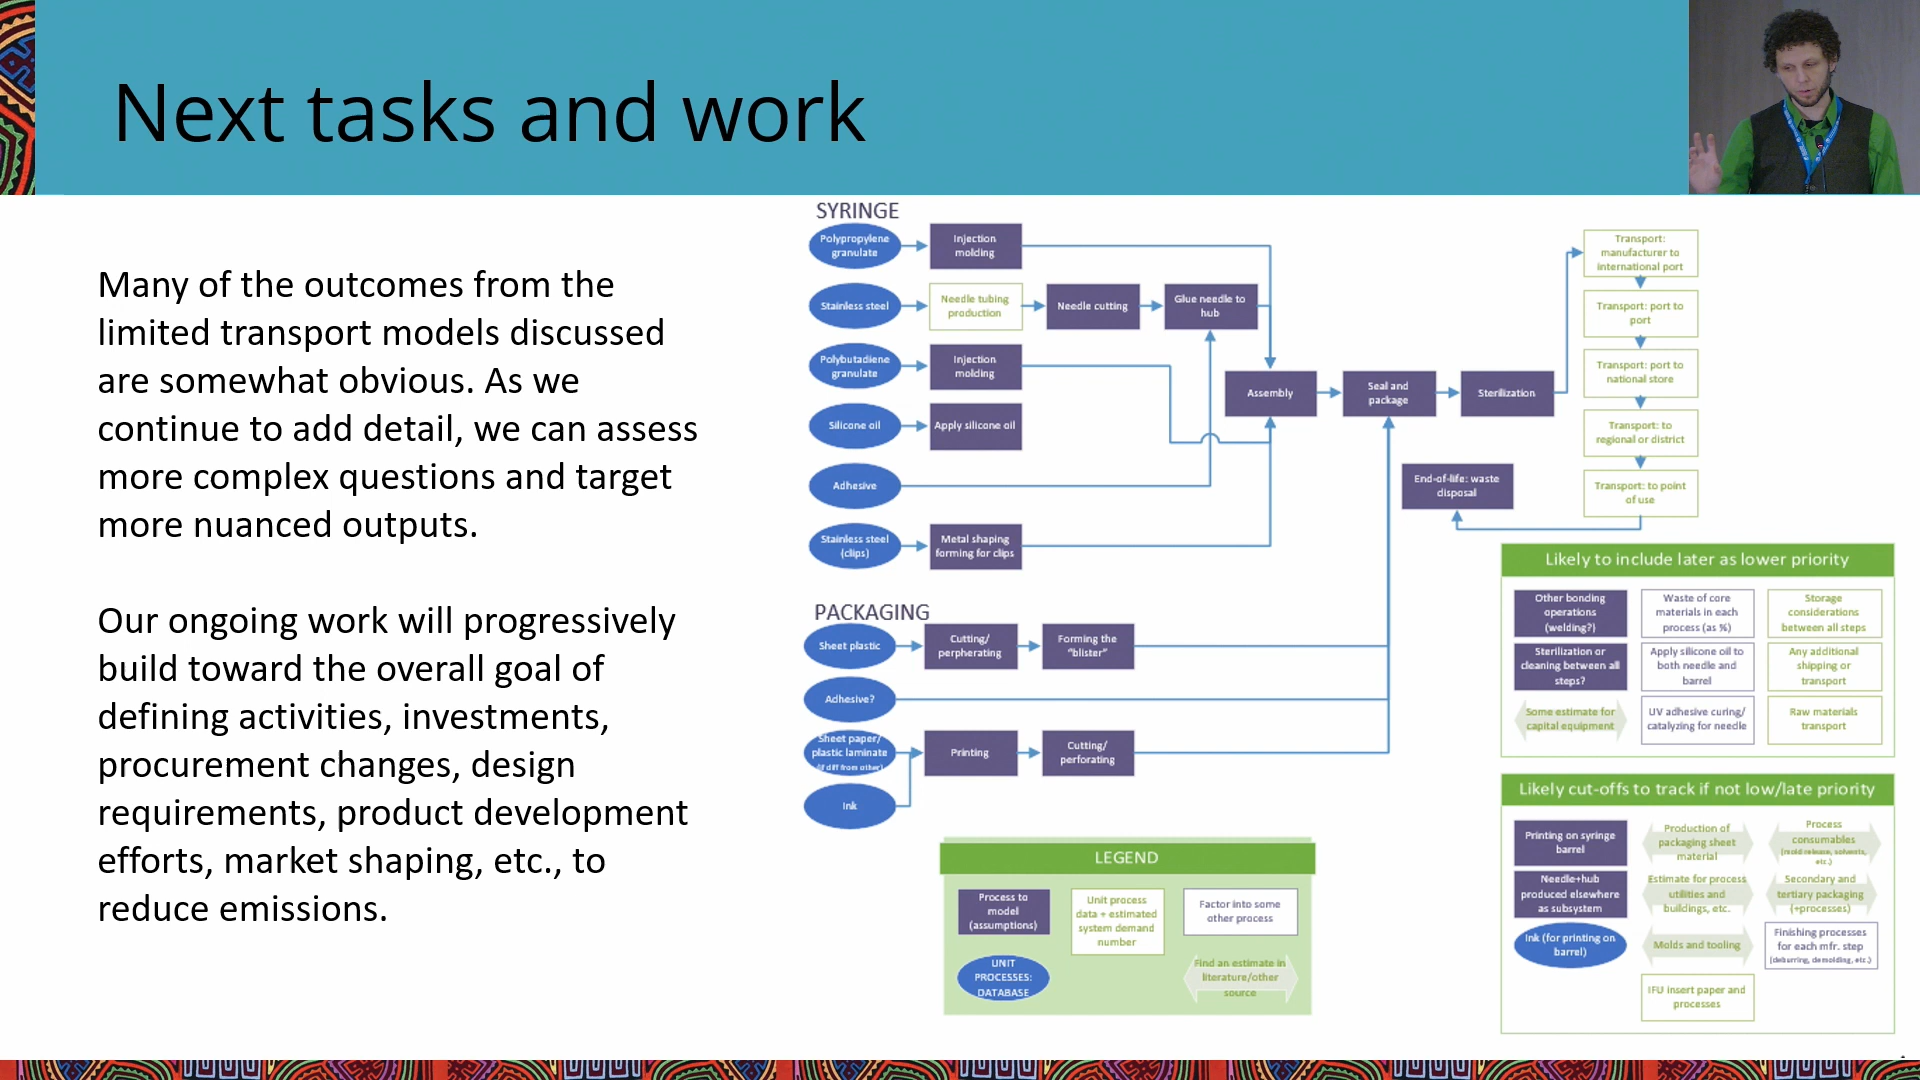 Next tasks and work
Many of the outcomes from the
limited transport models discussed
are somewhat obvious. As we
continue to add detail, we can assess
more complex questions and target
more nuanced outputs.
Our ongoing work will progressively
build toward the overall goal of
defining activities, investments,
procurement changes, design
requirements, product development
efforts, market shaping, etc., to
reduce emissions.
SYRINGE
Polypropylene
granulate
Injection
molding
Stainless steel
Needle tubing
production
Needle cutting
Glue needle to
hub
Polybutadiene
granulate
Injection
molding
Silicone oil
Apply silicone oil
Adhesive
Stainless steel
(clips)
Metal shaping
forming for clips
Assembly
Seal and
package
Sterilization
Transport:
manufacturer to
international port
Transport: port to
port
Transport: port to
national store
Transport: to
regional or district
Transport: to point
of use
End-of-life: waste
disposal
PACKAGING
Sheet plastic
Cutting/
perpherating
Forming the
"blister"
Adhesive?
Sheet paper/
plastic laminate
(if diff from other)
Printing
Cutting/
perforating
Ink
LEGEND
Process to
model
(assumptions)
Unit process
data + estimated
system demand
number
Factor into some
other process
UNIT
PROCESSES:
DATABASE
Find an estimate in
literature/other
source
Likely to include later as lower priority
Other bonding
operations
(welding?)
Waste of core
materials in each
process (as %)
Storage
considerations
between all steps
Sterilization or
cleaning between all
steps?
Apply silicone oil to
both needle and
barrel
Any additional
shipping or
transport
Some estimate for
capital equipment
UV adhesive curing/
catalyzing for needle
Raw materials
transport
Likely cut-offs to track if not low/late priority
Printing on syringe
barrel
Production of
packaging sheet
material
Process
consumables
(mold release, solvents,
etc.)
Needle+hub
produced elsewhere
as subsystem
Estimate for process
utilities and
buildings, etc.
Secondary and
tertiary packaging
(+processes)
Ink (for printing on
barrel)
Molds and tooling
Finishing processes
for each mfr. step
(deburring, demolding, etc.)
IFU insert paper and
processes